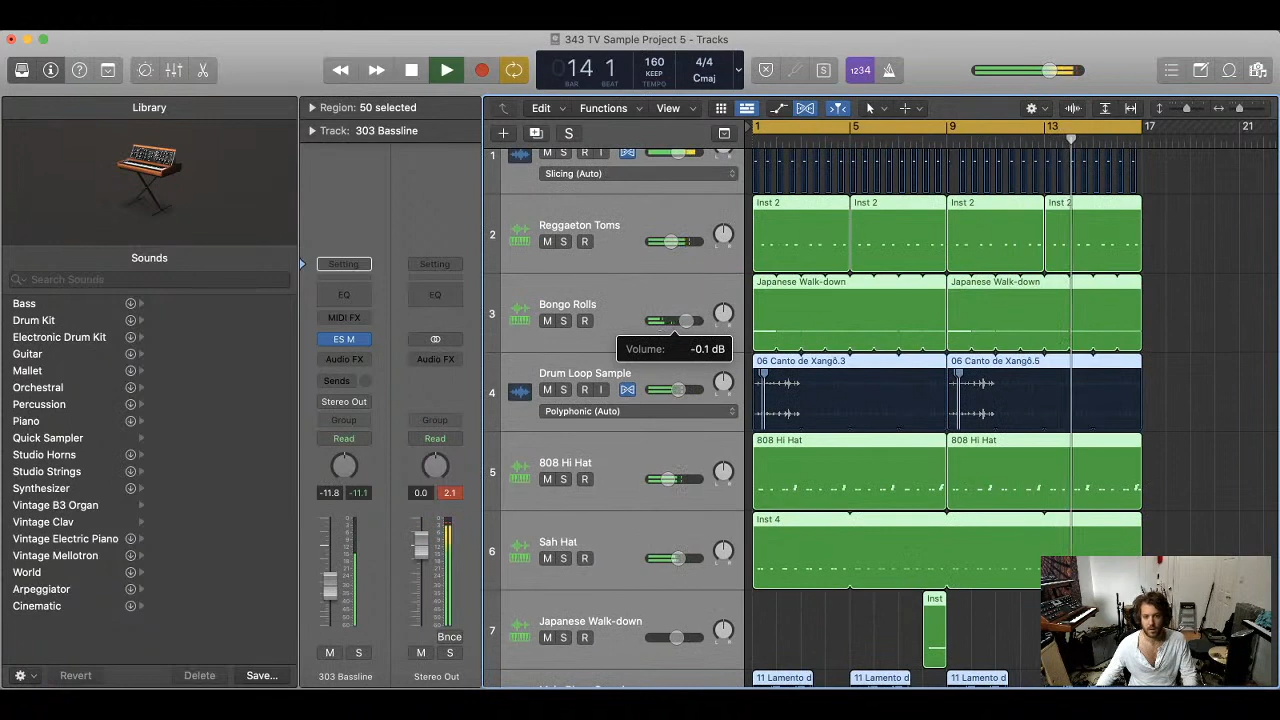 343 TV Sample Project 5 - Tracks
014 1
BAR BEAT
160
KEEP
TEMPO
4/4
Cmaj
S
1234
Library
Sounds
Search Sounds
Bass
Drum Kit
Electronic Drum Kit
Guitar
Mallet
Orchestral
Percussion
Piano
Quick Sampler
Studio Horns
Studio Strings
Synthesizer
Vintage B3 Organ
Vintage Clav
Vintage Electric Piano
Vintage Mellotron
World
Arpeggiator
Cinematic
Revert
Delete
Save...
Region: 50 selected
Track: 303 Bassline
Setting
EQ
MIDI FX
ES M
Audio FX
Sends
Stereo Out
Group
Read
-11.8 -11.1
M S
303 Bassline
Setting
EQ
Audio FX
Group
Read
0.0 2.1
Bnce
M S
Stereo Out
Edit
Functions
View
S
1 5 9 13 17 21
1
M S R I
Slicing (Auto)
2
Reggaeton Toms
M S R
L R
Inst 2 Inst 2 Inst 2 Inst 2
3
Bongo Rolls
M S R
L R
Volume: -0.1 dB
Japanese Walk-down Japanese Walk-down
4
Drum Loop Sample
M S R I
L R
Polyphonic (Auto)
06 Canto de Xangô.3 06 Canto de Xangô.5
5
808 Hi Hat
M S R
L R
808 Hi Hat 808 Hi Hat
6
Sah Hat
M S R
L R
Inst 4
7
Japanese Walk-down
M S R
L R
Inst
11 Lamento d 11 Lamento d 11 Lamento d